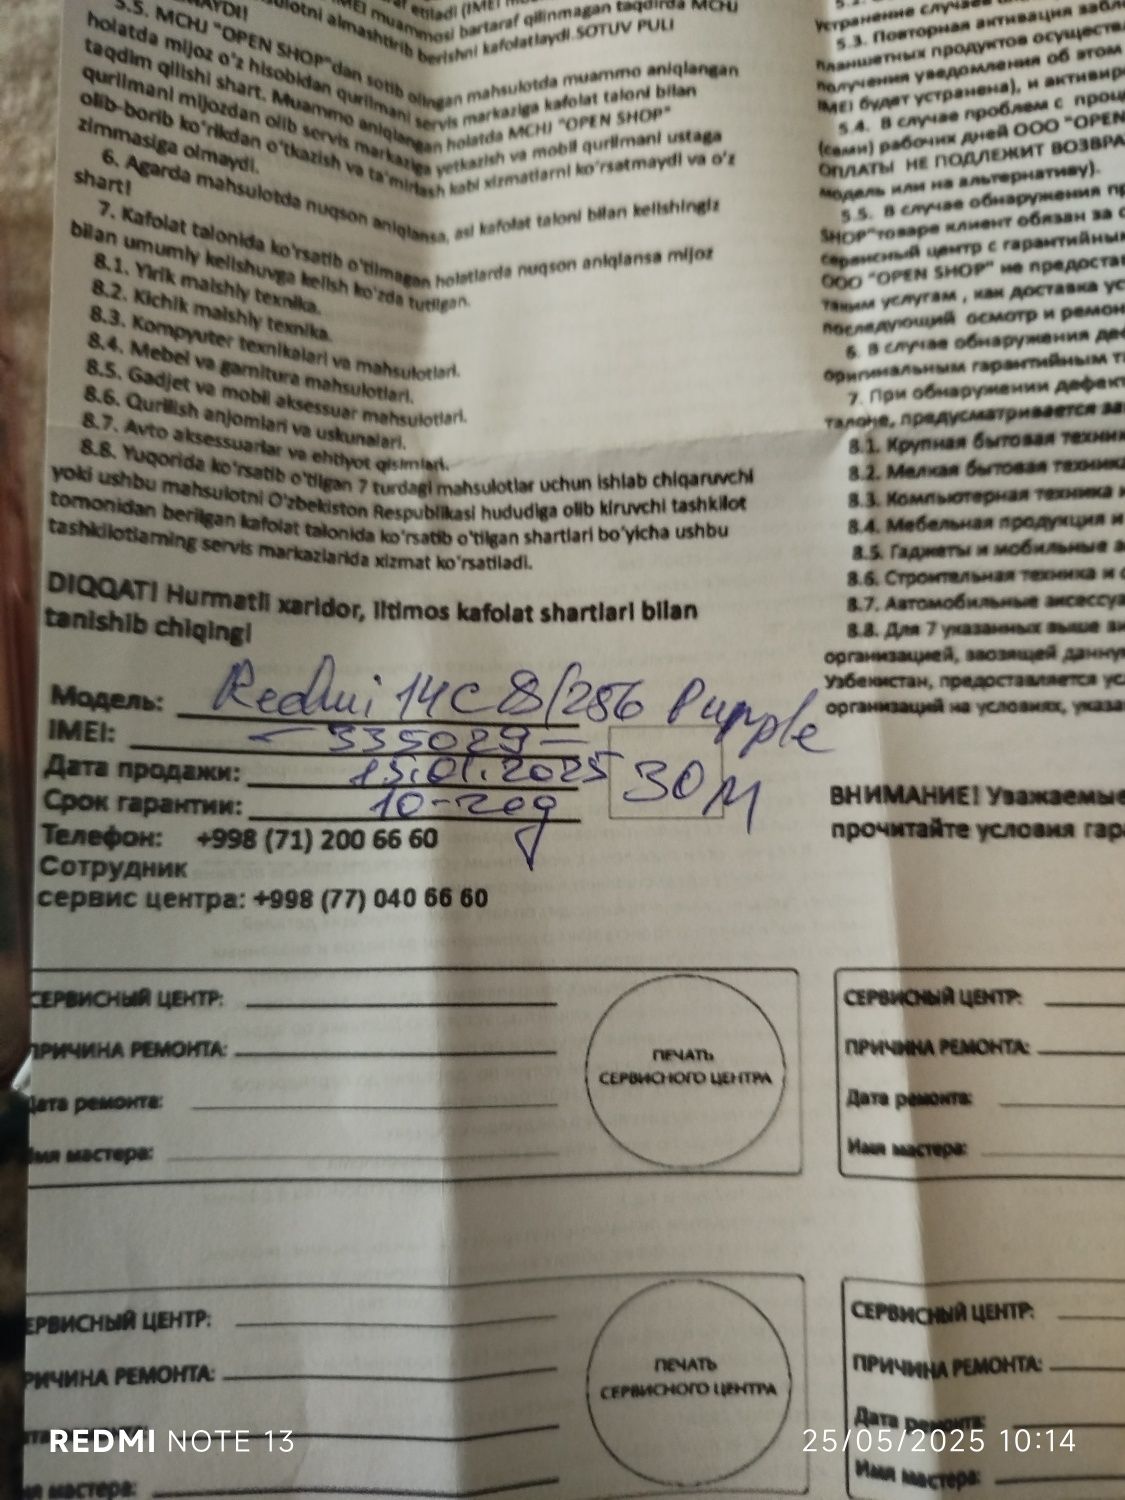 5.5. MCHJ "OPEN SHOP"dan sotib olingan mahsulotda muammo aniqlangan
holatda mijoz o'z hisobidan qurilmani servis markaziga kafolat taloni bilan
taqdim qilishi shart. Muammo aniqlangan holatda MCHJ "OPEN SHOP"
qurilmani mijozdan olib servis markaziga yetkazish va mobil qurilmani ustaga
olib-borib ko'rikdan o'tkazish va ta'mirlash kabi xizmatlarni ko'rsatmaydi va o'z
zimmasiga olmaydi.
6. Agarda mahsulotda nuqson aniqlansa, asl kafolat taloni bilan kelishingiz
shart!
7. Kafolat talonida ko'rsatib o'tilmagan holatlarda nuqson aniqlansa mijoz
bilan umumiy kelishuvga kelish ko'zda tutilgan.
8.1. Yirik maishiy texnika.
8.2. Kichik maishiy texnika.
8.3. Kompyuter texnikalari va mahsulotlari.
8.4. Mebel va garnitura mahsulotlari.
8.5. Gadjet va mobil aksessuar mahsulotlari.
8.6. Qurilish anjomlari va uskunalari.
8.7. Avto aksessuarlar va ehtiyot qisimlari.
8.8. Yuqorida ko'rsatib o'tilgan 7 turdagi mahsulotlar uchun ishlab chiqaruvchi
yoki ushbu mahsulotni O'zbekiston Respublikasi hududiga olib kiruvchi tashkilot
tomonidan berilgan kafolat talonida ko'rsatib o'tilgan shartlari bo'yicha ushbu
tashkilotlarning servis markazlarida xizmat ko'rsatiladi.
DIQQAT! Hurmatli xaridor, iltimos kafolat shartlari bilan
tanishib chiqing!
Модель: Redmi 14C 8/256 Purple
IMEI: 335029
Дата продажи: 15.01.2025 30м
Срок гарантии: 10-год
Телефон: +998 (71) 200 66 60
Сотрудник
сервис центра: +998 (77) 040 66 60
СЕРВИСНЫЙ ЦЕНТР:
ПРИЧИНА РЕМОНТА:
Дата ремонта:
Имя мастера:
ПЕЧАТЬ
СЕРВИСНОГО ЦЕНТРА
СЕРВИСНЫЙ ЦЕНТР:
ПРИЧИНА РЕМОНТА:
мастера:
ПЕЧАТЬ
СЕРВИСНОГО ЦЕНТРА
5.3. Повторная активация
планшетных продуктов
получения уведомления об этом
IMEI будет устранена), и
5.4. В случае проблем с
(семи) рабочих дней ООО "OPEN
ОПЛАТЫ НЕ ПОДЛЕЖИТ
модель или на альтернативу).
5.5. В случае обнаружения
SHOP"товаре клиент обязан за
сервисный центр с
ООО "OPEN SHOP" не
таким услугам , как доставка
последующий осмотр и
6. В случае обнаружения
оригинальным гарантийным
7. При обнаружении
талоне, предусматривается
8.1. Крупная бытовая
8.2. Мелкая бытовая
8.3. Компьютерная техника и
8.4. Мебельная продукция и
8.5. Гаджеты и мобильные
8.6. Строительная техника и
8.7. Автомобильные
8.8. Для 7 указанных выше
организацией, ввозящей
Узбекистан, предоставляется
организаций на условиях,
ВНИМАНИЕ! Уважаемые
прочитайте условия
СЕРВИСНЫЙ ЦЕНТР:
ПРИЧИНА РЕМОНТА:
Дата ремонта:
Имя мастера:
СЕРВИСНЫЙ ЦЕНТР:
ПРИЧИНА РЕМОНТА:
Дата ремонта:
Имя мастера:
REDMI NOTE 13
25/05/2025 10:14